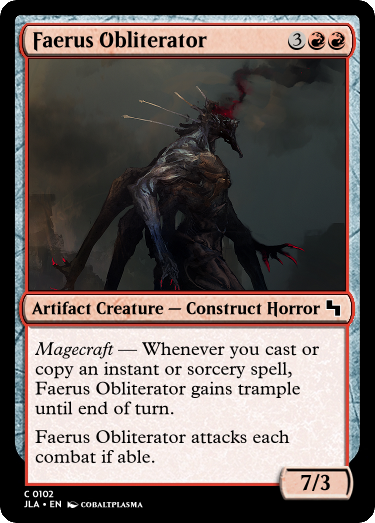 Faerus Obliterator 3
Artifact Creature — Construct Horror
Magecraft — Whenever you cast or
copy an instant or sorcery spell,
Faerus Obliterator gains trample
until end of turn.
Faerus Obliterator attacks each
combat if able.
7/3
C 0102
JLA • EN COBALTPLASMA